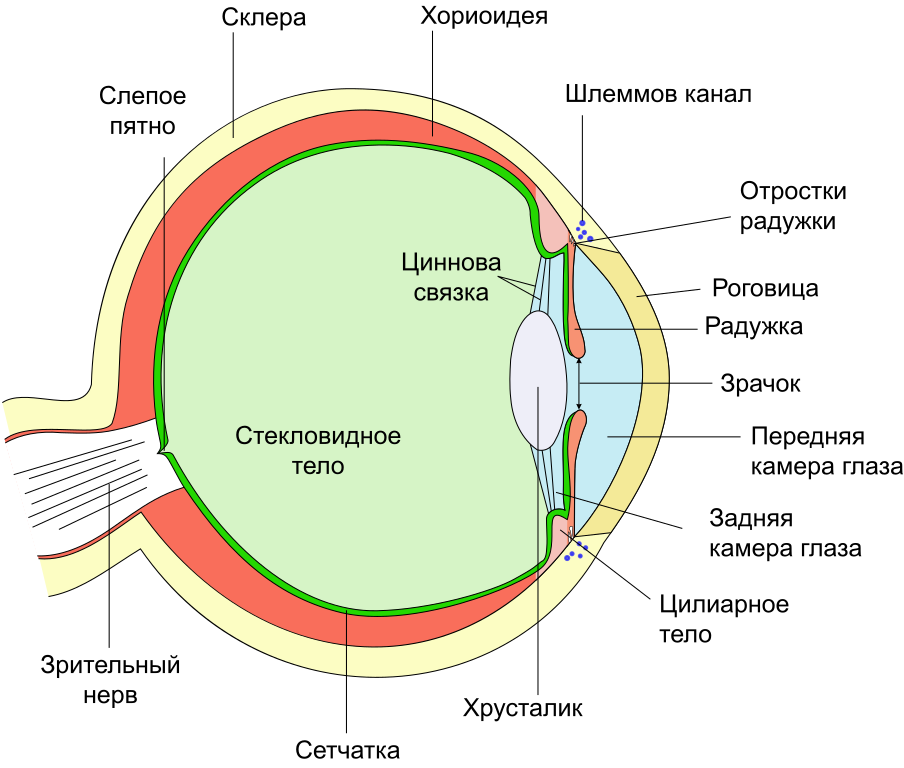 Склера
Хориоидея
Слепое
пятно
Шлеммов канал
Отростки
радужки
Циннова
связка
Роговица
Радужка
Зрачок
Стекловидное
тело
Передняя
камера глаза
Задняя
камера глаза
Цилиарное
тело
Зрительный
нерв
Хрусталик
Сетчатка